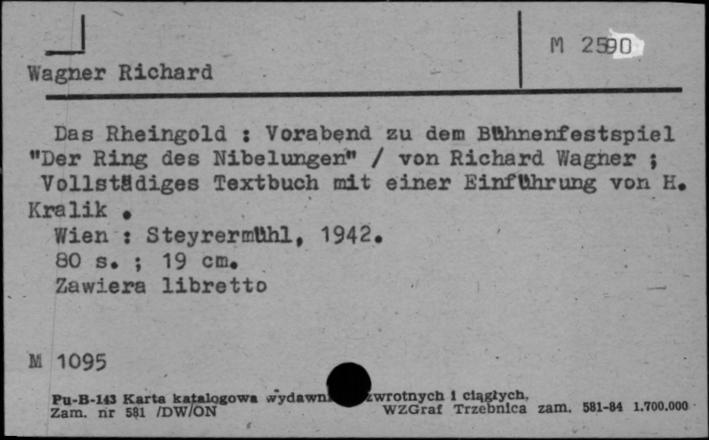 M 2590
Wagner Richard
Das Rheingold : Vorabend zu dem Bühnenfestspiel
"Der Ring des Nibelungen" / von Richard Wagner ;
Vollstädiges Textbuch mit einer Einführung von H.
Kralik .
Wien : Steyrermühl, 1942.
80 s. ; 19 cm.
Zawiera libretto
M 1095
Pu-B-143 Karta katalogowa wydawn zwrotnych i ciągłych,
Zam. nr 581 /DW/ON WZGraf Trzebnica zam. 581-84 1.700.000